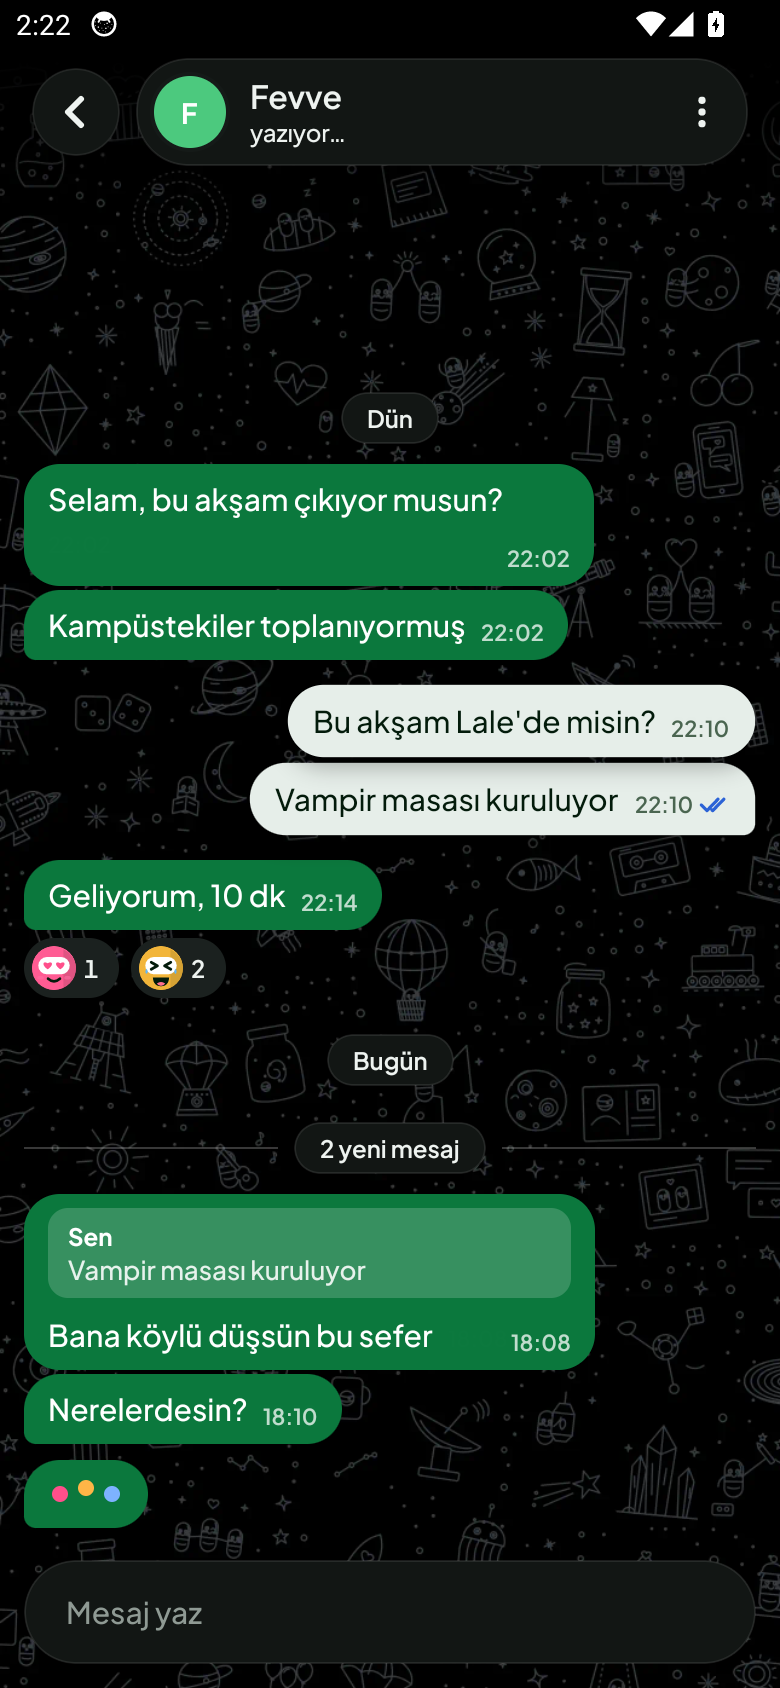 2:22
F
Fevve
yazıyor...
Dün
Selam, bu akşam çıkıyor musun?
22:02
Kampüstekiler toplanıyormuş 22:02
Bu akşam Lale'de misin? 22:10
Vampir masası kuruluyor 22:10
Geliyorum, 10 dk 22:14
1 2
Bugün
2 yeni mesaj
Sen
Vampir masası kuruluyor
Bana köylü düşsün bu sefer 18:08
Nerelerdesin? 18:10
Mesaj yaz